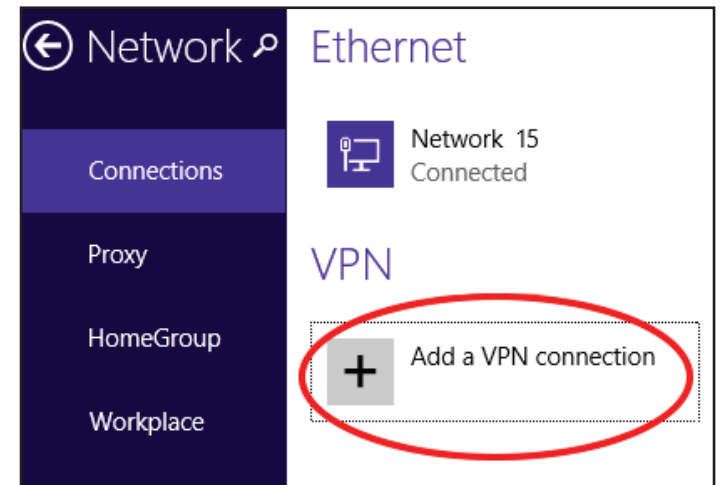 Network
Connections
Proxy
HomeGroup
Workplace
Ethernet
Network 15
Connected
VPN
Add a VPN connection